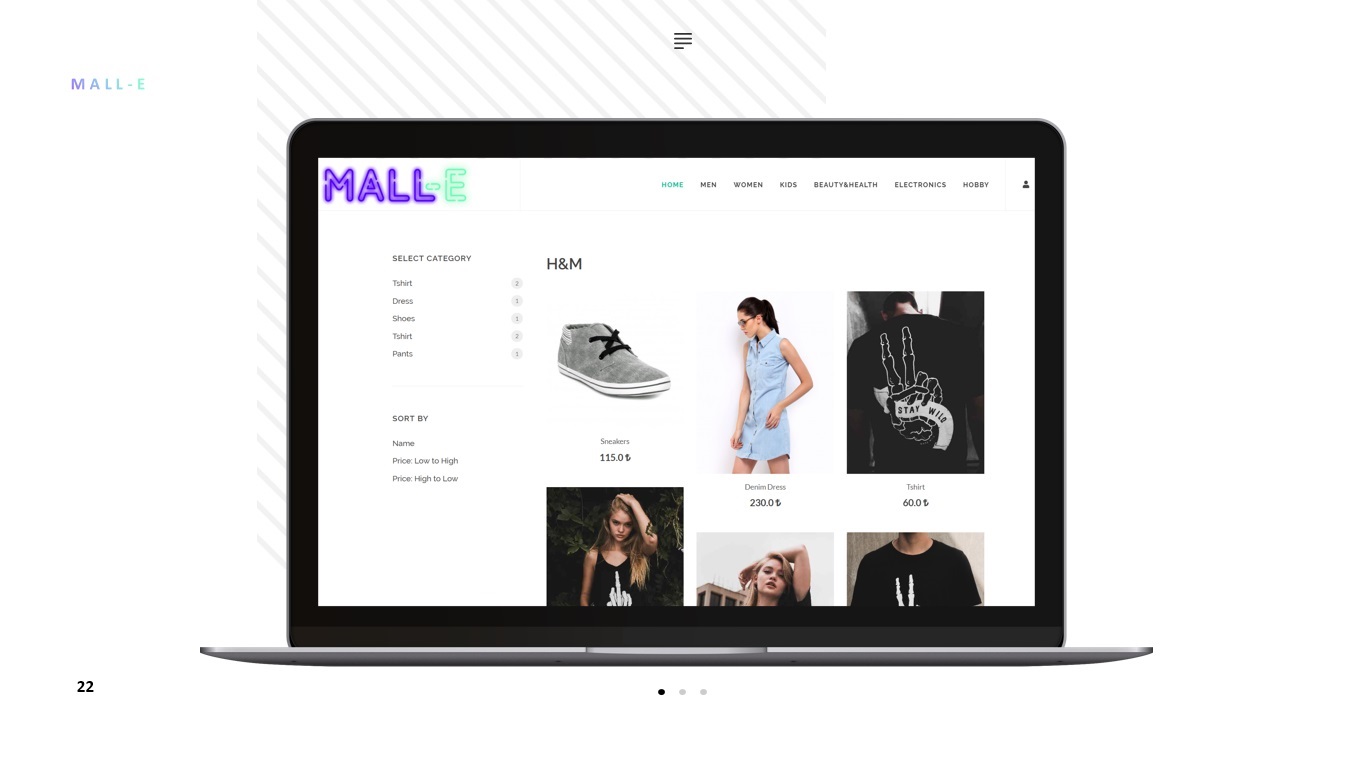 MALL-E
MALL-E
HOME MEN WOMEN KIDS BEAUTY&HEALTH ELECTRONICS HOBBY
SELECT CATEGORY
Tshirt 2
Dress 1
Shoes 1
Tshirt 2
Pants 1
SORT BY
Name
Price: Low to High
Price: High to Low
H&M
Sneakers
115.0 ₺
Denim Dress
230.0 ₺
STAY WILD
Tshirt
60.0 ₺
22